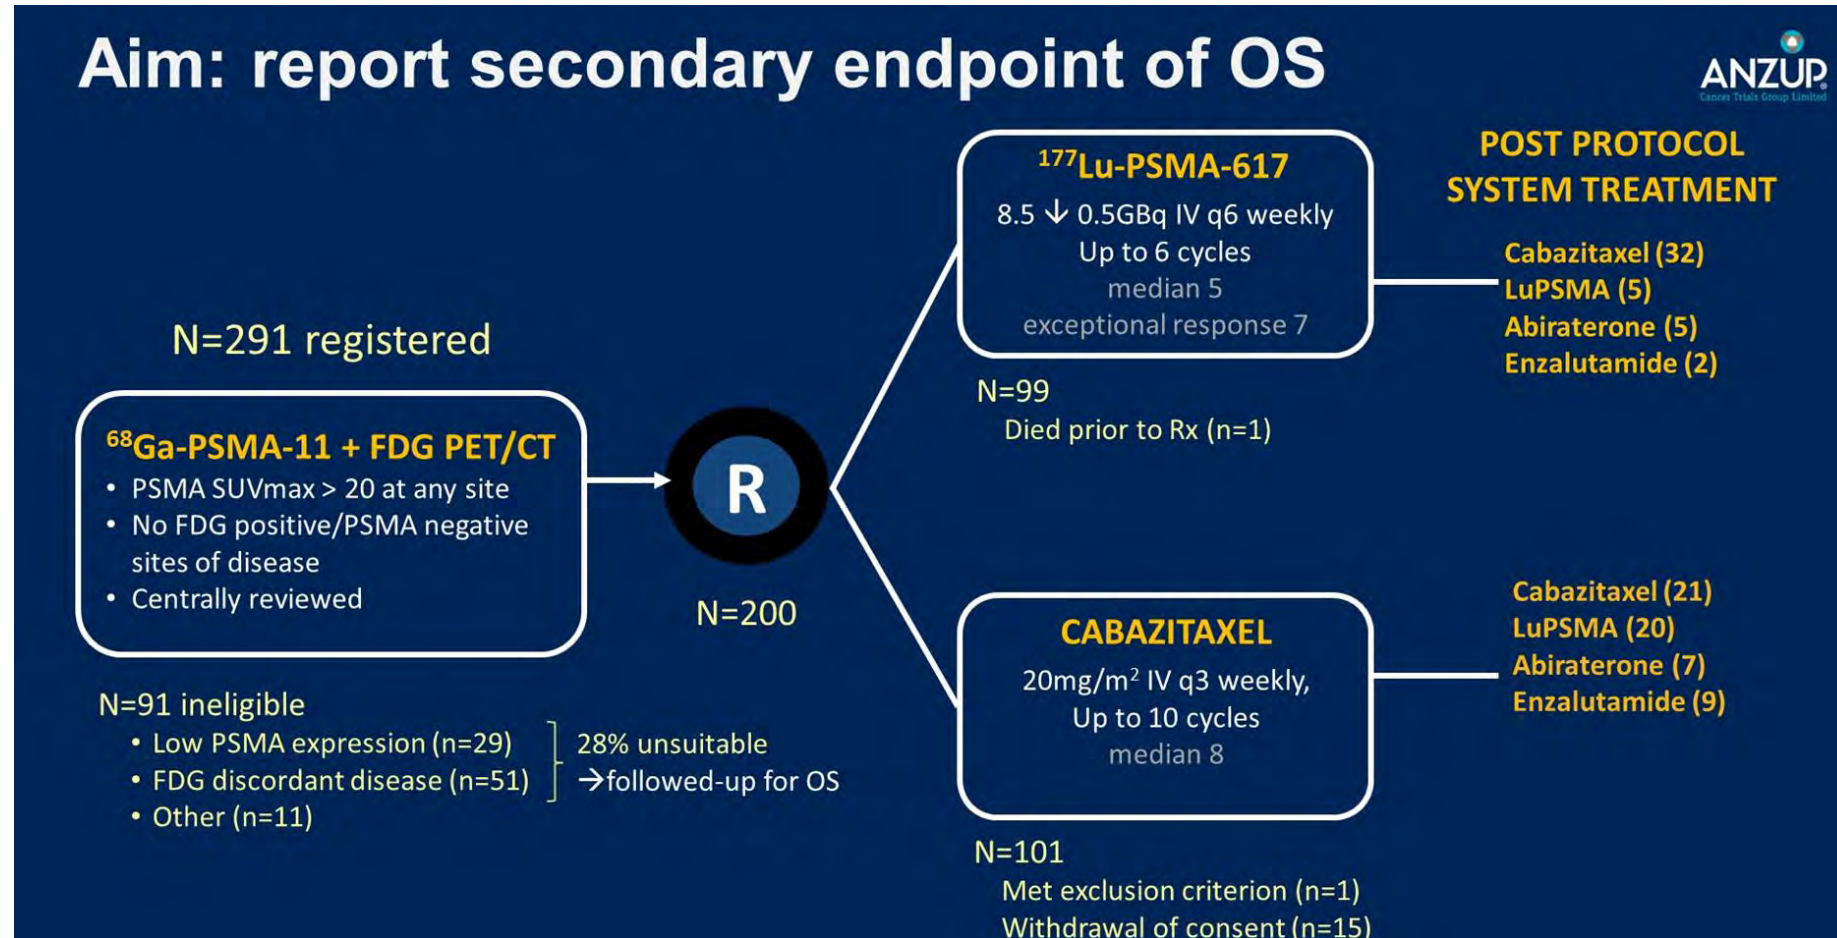 Aim: report secondary endpoint of OS
ANZUP
Cancer Trials Group Limited
N=291 registered
⁶⁸Ga-PSMA-11 + FDG PET/CT
• PSMA SUVmax > 20 at any site
• No FDG positive/PSMA negative
sites of disease
• Centrally reviewed
N=91 ineligible
• Low PSMA expression (n=29)
• FDG discordant disease (n=51)
• Other (n=11)
28% unsuitable
→followed-up for OS
R
N=200
¹⁷⁷Lu-PSMA-617
8.5 ↓ 0.5GBq IV q6 weekly
Up to 6 cycles
median 5
exceptional response 7
N=99
Died prior to Rx (n=1)
CABAZITAXEL
20mg/m² IV q3 weekly,
Up to 10 cycles
median 8
N=101
Met exclusion criterion (n=1)
Withdrawal of consent (n=15)
POST PROTOCOL
SYSTEM TREATMENT
Cabazitaxel (32)
LuPSMA (5)
Abiraterone (5)
Enzalutamide (2)
Cabazitaxel (21)
LuPSMA (20)
Abiraterone (7)
Enzalutamide (9)